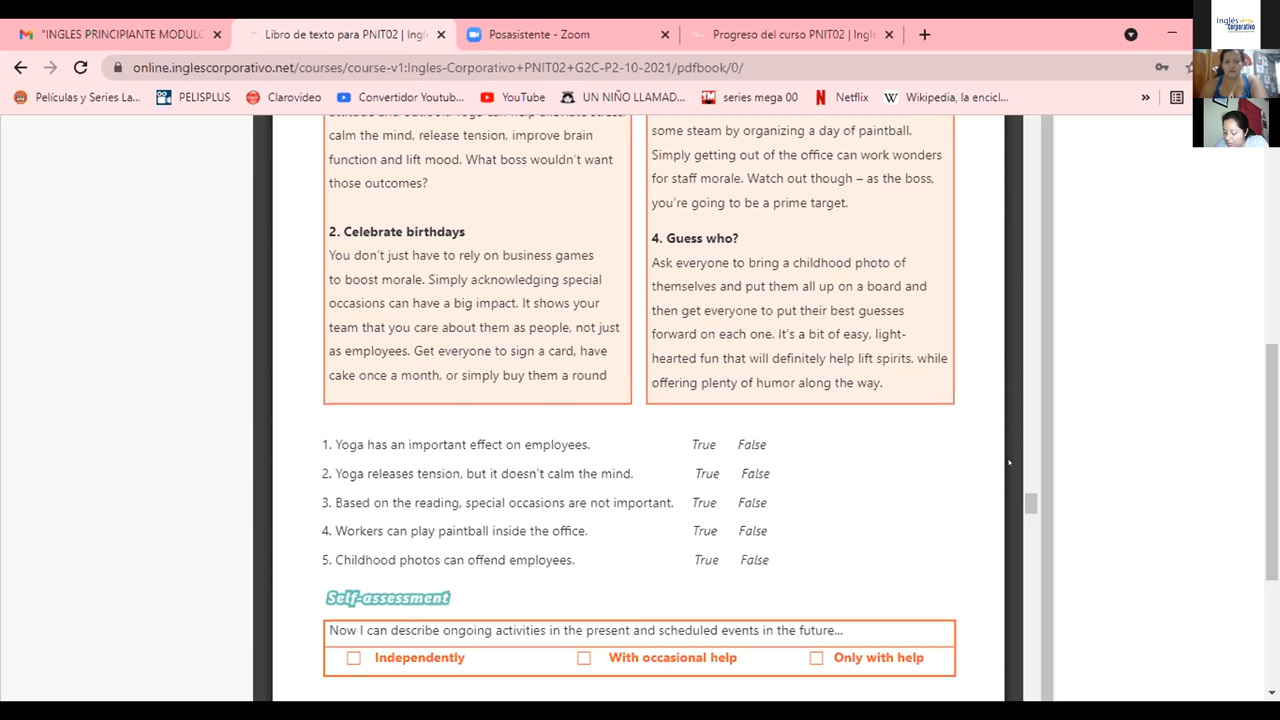 "INGLES PRINCIPIANTE MODULO
Libro de texto para PNIT02 | Ingl
Posasistente - Zoom
Progreso del curso PNIT02 | Ingl
online.inglescorporativo.net/courses/course-v1:Ingles-Corporativo+PNIT02+G2C-P2-10-2021/pdfbook/0/
Películas y Series La...
PELISPLUS
Clarovideo
Convertidor Youtub...
YouTube
UN NIÑO LLAMAD...
series mega 00
Netflix
Wikipedia, la encicl...
»
Inglés
Corporativo
calm the mind, release tension, improve brain
function and lift mood. What boss wouldn't want
those outcomes?
2. Celebrate birthdays
You don't just have to rely on business games
to boost morale. Simply acknowledging special
occasions can have a big impact. It shows your
team that you care about them as people, not just
as employees. Get everyone to sign a card, have
cake once a month, or simply buy them a round
some steam by organizing a day of paintball.
Simply getting out of the office can work wonders
for staff morale. Watch out though – as the boss,
you're going to be a prime target.
4. Guess who?
Ask everyone to bring a childhood photo of
themselves and put them all up on a board and
then get everyone to put their best guesses
forward on each one. It's a bit of easy, light-
hearted fun that will definitely help lift spirits, while
offering plenty of humor along the way.
1. Yoga has an important effect on employees. True False
2. Yoga releases tension, but it doesn't calm the mind. True False
3. Based on the reading, special occasions are not important. True False
4. Workers can play paintball inside the office. True False
5. Childhood photos can offend employees. True False
Self-assessment
Now I can describe ongoing activities in the present and scheduled events in the future...
Independently With occasional help Only with help